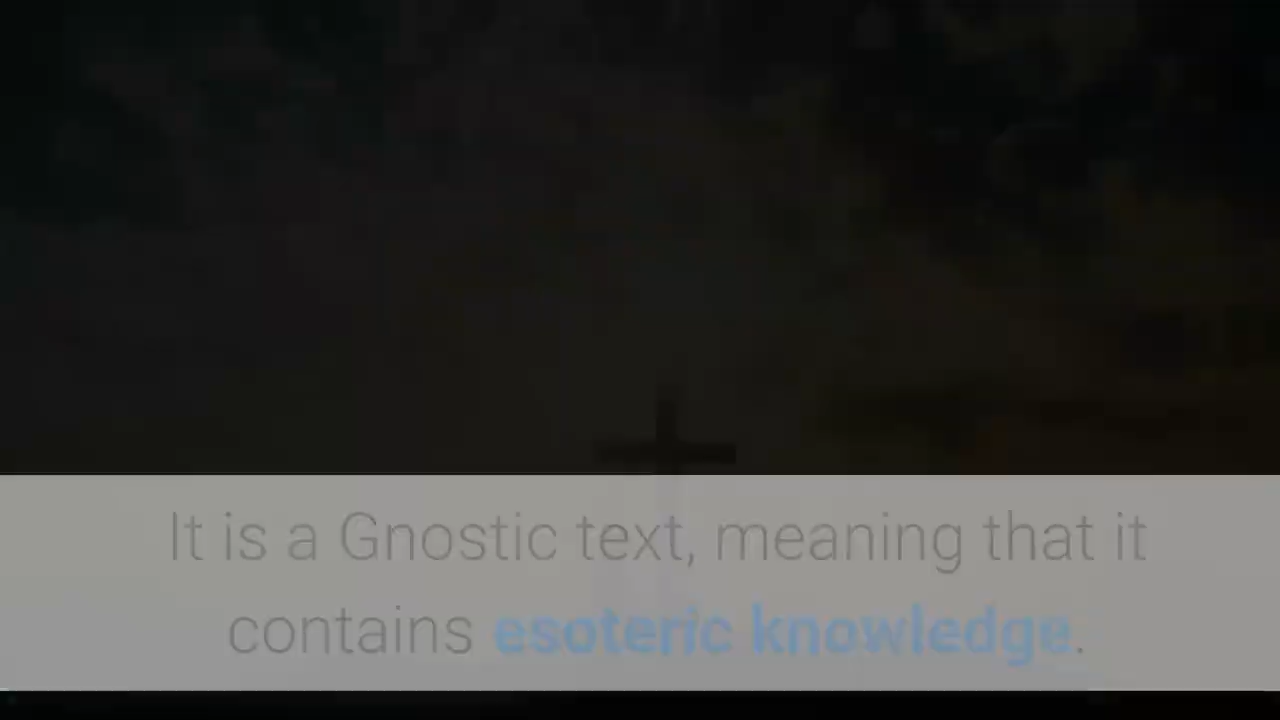 It is a Gnostic text, meaning that it
contains esoteric knowledge.